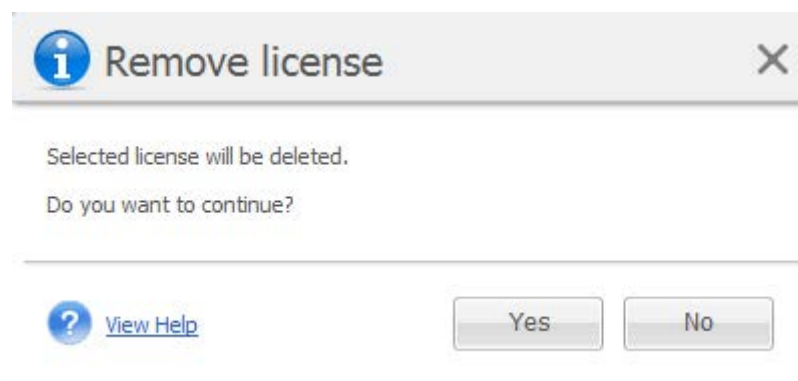 Remove license
Selected license will be deleted.
Do you want to continue?
View Help
Yes
No